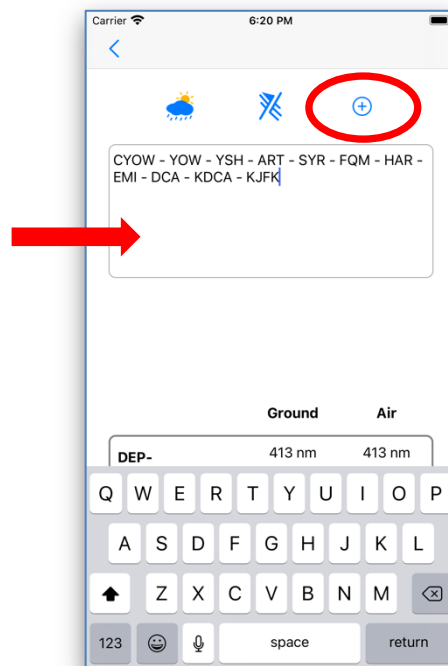 Carrier 6:20 PM
CYOW - YOW - YSH - ART - SYR - FQM - HAR -
EMI - DCA - KDCA - KJFK
Ground Air
DEP- 413 nm 413 nm
Q W E R T Y U I O P
A S D F G H J K L
Z X C V B N M
123 space return